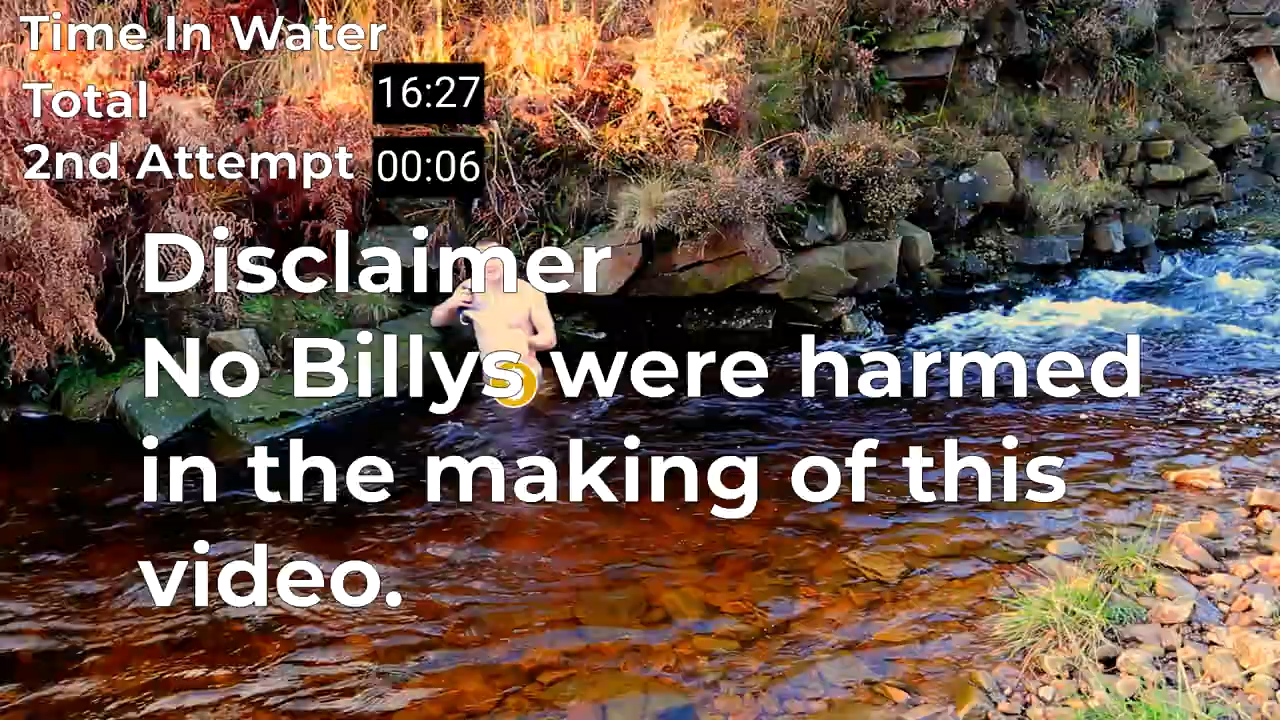 Time In Water
Total 16:27
2nd Attempt 00:06
Disclaimer
No Billys were harmed
in the making of this
video.